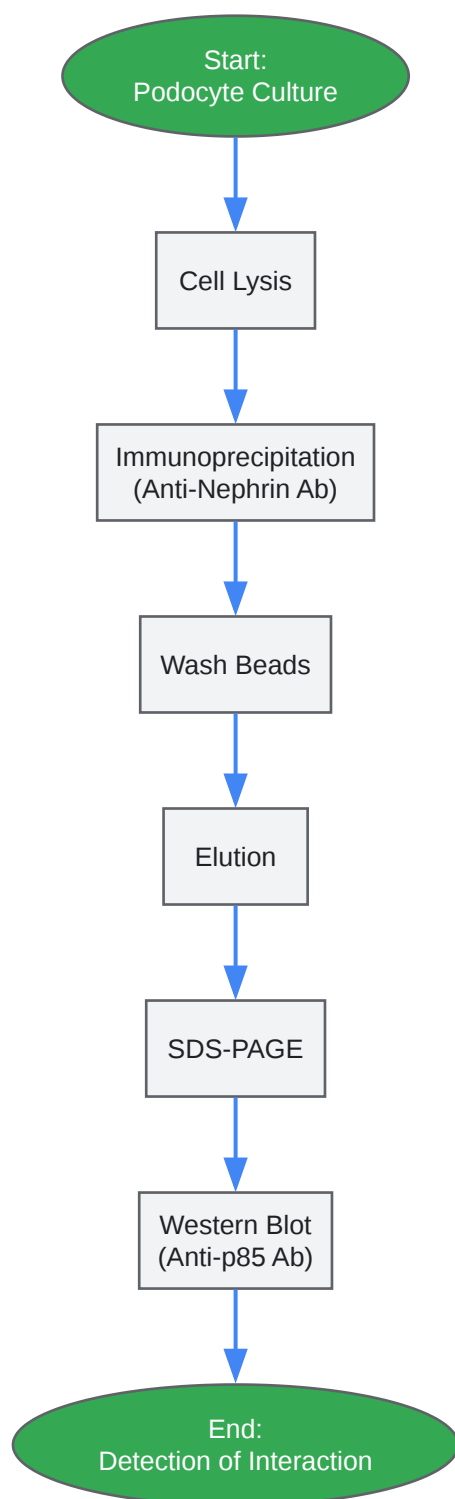 Start:
Podocyte Culture
Cell Lysis
Immunoprecipitation
(Anti-Nephrin Ab)
Wash Beads
Elution
SDS-PAGE
Western Blot
(Anti-p85 Ab)
End:
Detection of Interaction